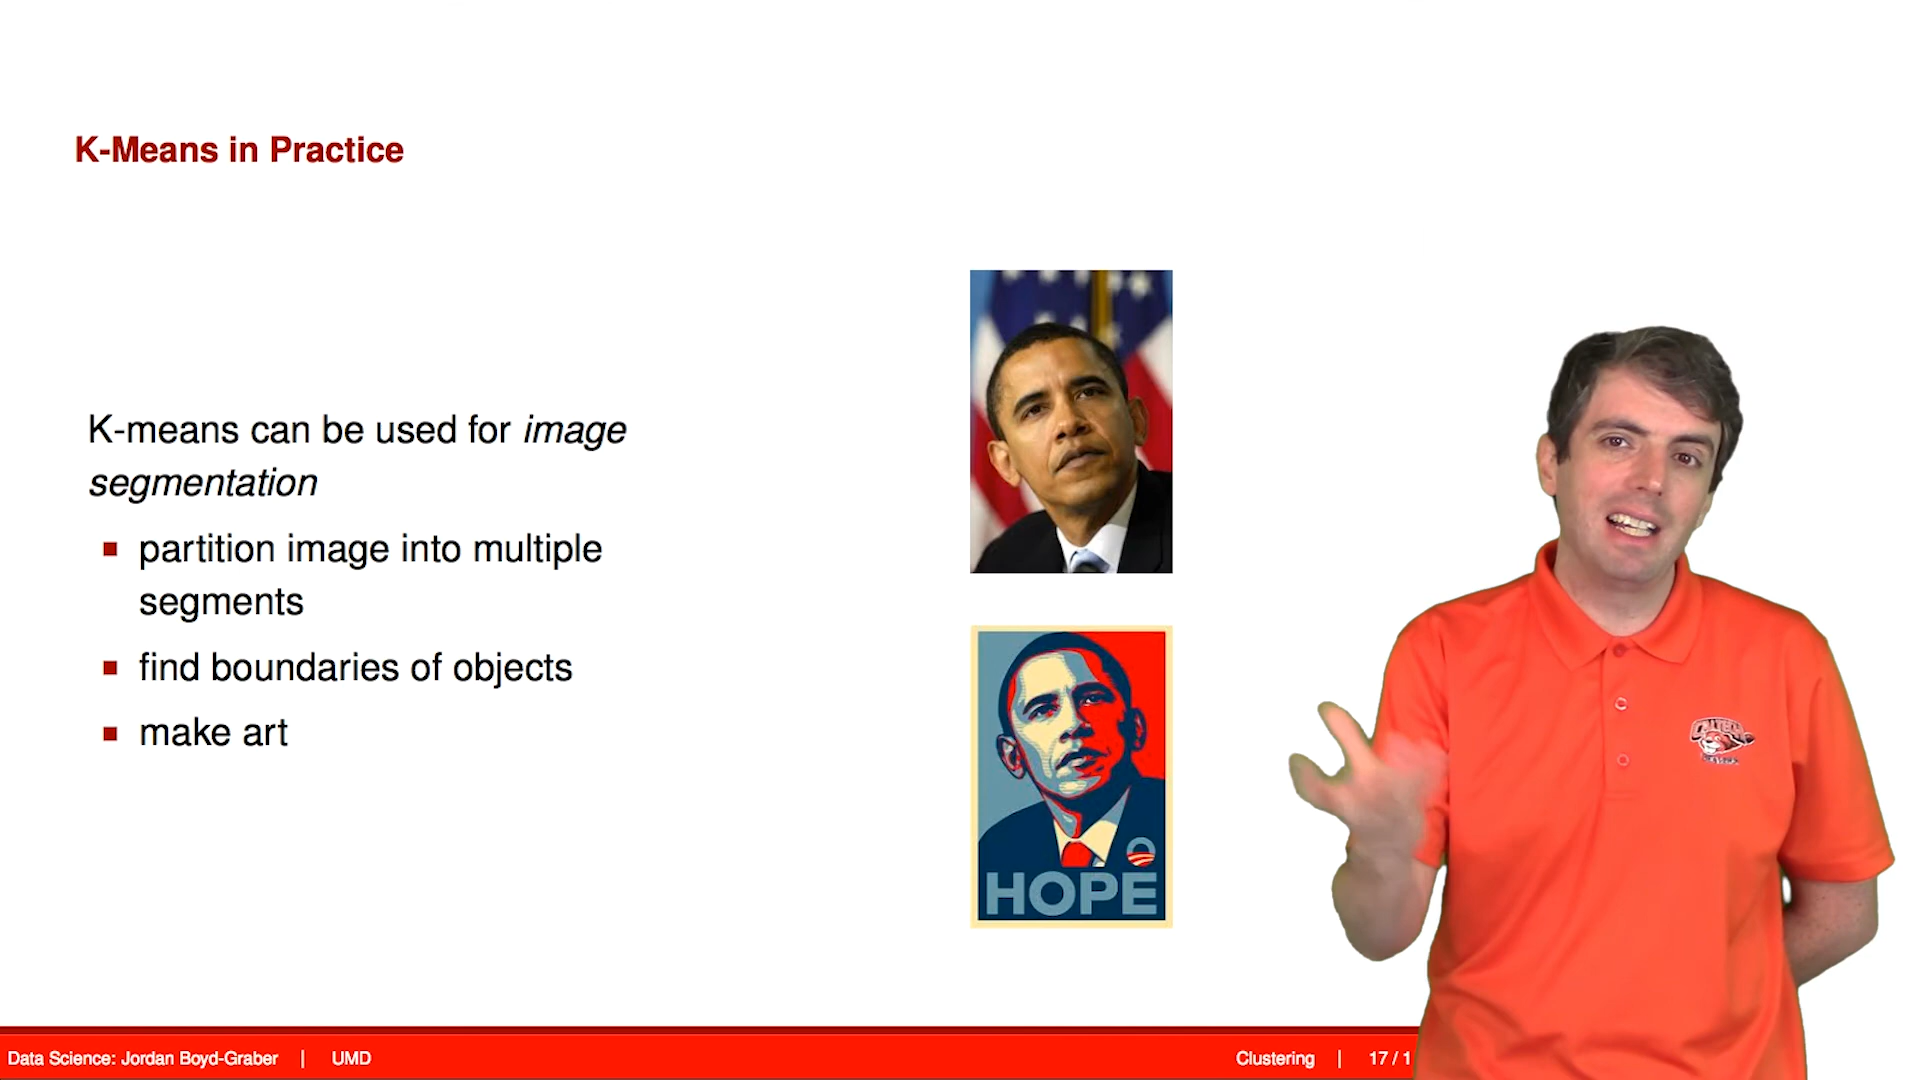 K-Means in Practice
K-means can be used for image
segmentation
partition image into multiple
segments
find boundaries of objects
make art
HOPE
Data Science: Jordan Boyd-Graber | UMD
Clustering | 17 / 1